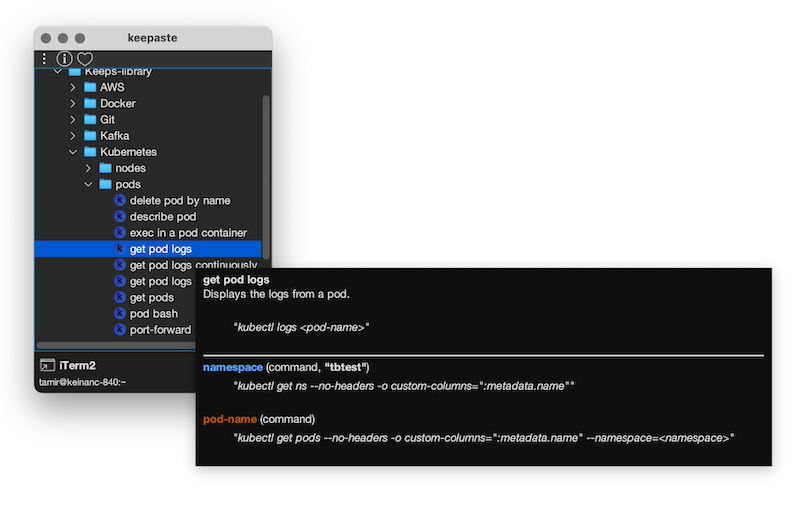 keepaste
Keeps-library
AWS
Docker
Git
Kafka
Kubernetes
nodes
pods
delete pod by name
describe pod
exec in a pod container
get pod logs
get pod logs continuously
get pod logs
get pods
pod bash
port-forward
iTerm2
tamir@keinanc-840:~
get pod logs
Displays the logs from a pod.
"kubectl logs <pod-name>"
namespace (command, "tbtest")
"kubectl get ns --no-headers -o custom-columns=":metadata.name""
pod-name (command)
"kubectl get pods --no-headers -o custom-columns=":metadata.name" --namespace=<namespace>"